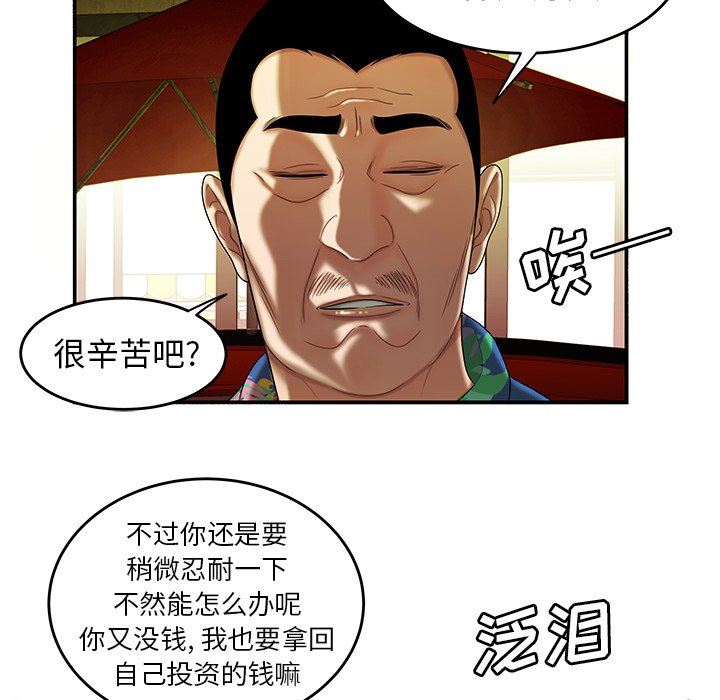 唉一
很辛苦吧?
不过你还是要
稍微忍耐一下
不然能怎么办呢
你又没钱, 我也要拿回
自己投资的钱嘛
泛泪